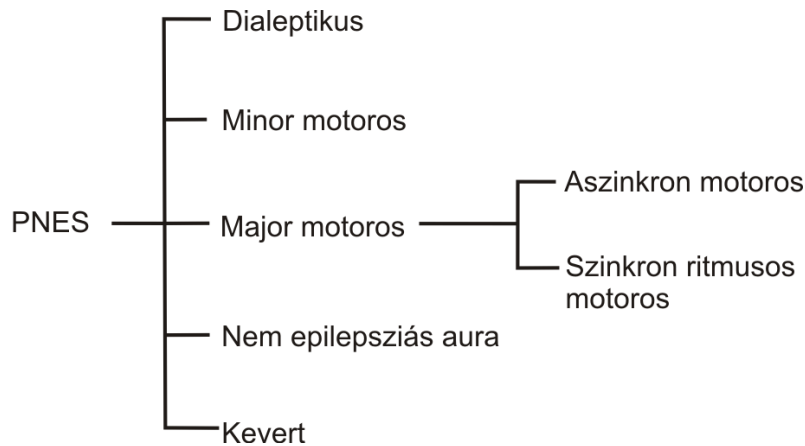 Dialeptikus
Minor motoros
Aszinkron motoros
PNES
Major motoros
Szinkron ritmusos
motoros
Nem epilepsziás aura
Kevert